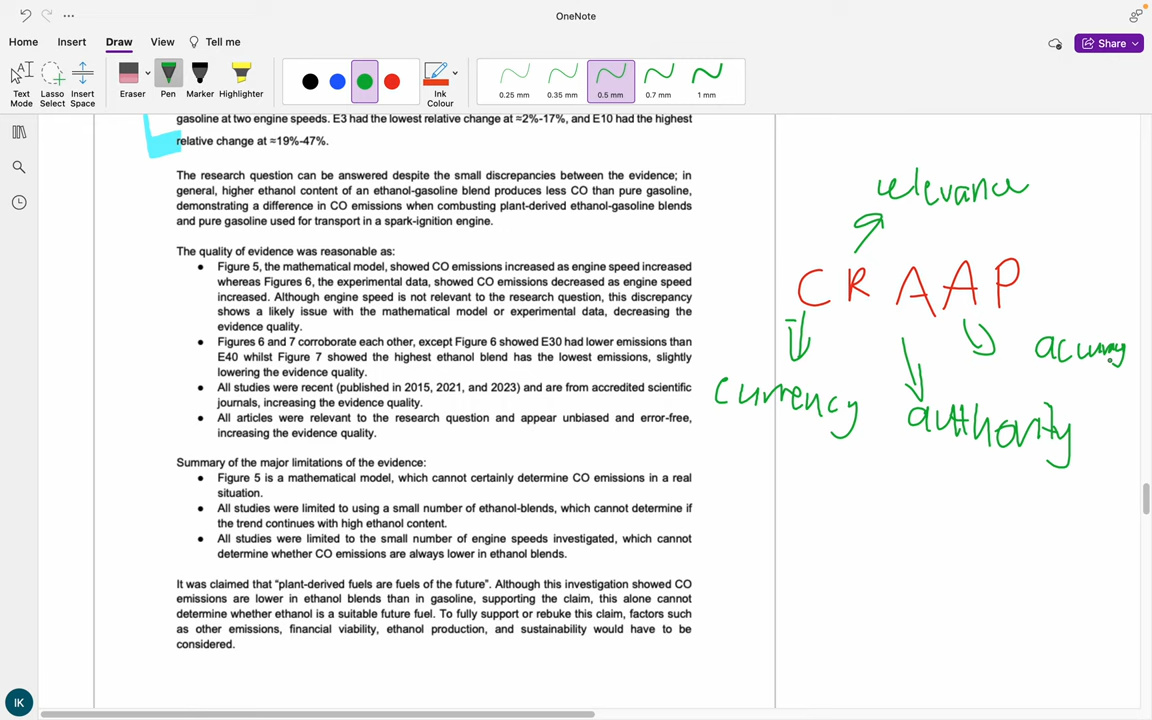 OneNote
Home Insert Draw View Tell me
Share
Text Mode
Lasso Select
Insert Space
Eraser
Pen
Marker
Highlighter
Ink Colour
0.25 mm
0.35 mm
0.5 mm
0.7 mm
1 mm
gasoline at two engine speeds. E3 had the lowest relative change at ≈2%-17%, and E10 had the highest
relative change at ≈19%-47%.
The research question can be answered despite the small discrepancies between the evidence; in
general, higher ethanol content of an ethanol-gasoline blend produces less CO than pure gasoline,
demonstrating a difference in CO emissions when combusting plant-derived ethanol-gasoline blends
and pure gasoline used for transport in a spark-ignition engine.
The quality of evidence was reasonable as:
● Figure 5, the mathematical model, showed CO emissions increased as engine speed increased
whereas Figures 6, the experimental data, showed CO emissions decreased as engine speed
increased. Although engine speed is not relevant to the research question, this discrepancy
shows a likely issue with the mathematical model or experimental data, decreasing the
evidence quality.
● Figures 6 and 7 corroborate each other, except Figure 6 showed E30 had lower emissions than
E40 whilst Figure 7 showed the highest ethanol blend has the lowest emissions, slightly
lowering the evidence quality.
● All studies were recent (published in 2015, 2021, and 2023) and are from accredited scientific
journals, increasing the evidence quality.
● All articles were relevant to the research question and appear unbiased and error-free,
increasing the evidence quality.
Summary of the major limitations of the evidence:
● Figure 5 is a mathematical model, which cannot certainly determine CO emissions in a real
situation.
● All studies were limited to using a small number of ethanol-blends, which cannot determine if
the trend continues with high ethanol content.
● All studies were limited to the small number of engine speeds investigated, which cannot
determine whether CO emissions are always lower in ethanol blends.
It was claimed that "plant-derived fuels are fuels of the future". Although this investigation showed CO
emissions are lower in ethanol blends than in gasoline, supporting the claim, this alone cannot
determine whether ethanol is a suitable future fuel. To fully support or rebuke this claim, factors such
as other emissions, financial viability, ethanol production, and sustainability would have to be
considered.
relevance
C R A A P
currency
authority
IK